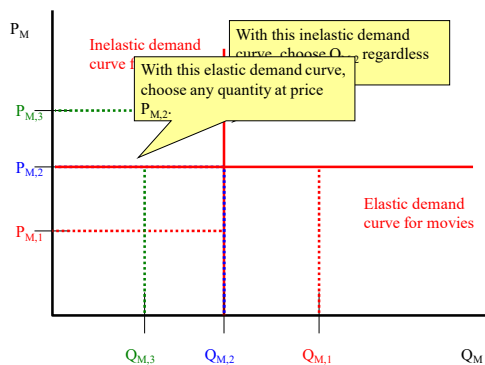 P_M
Inelastic demand
curve f
With this inelastic demand
curve, choose Q 2 regardless
With this elastic demand curve,
choose any quantity at price
P_M,2.
P_M,3
P_M,2
P_M,1
Elastic demand
curve for movies
Q_M,3
Q_M,2
Q_M,1
Q_M